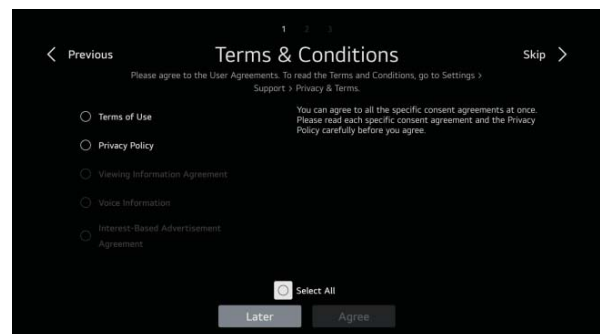 1 2 3
Previous
Terms & Conditions
Skip
Please agree to the User Agreements. To read the Terms and Conditions, go to Settings >
Support > Privacy & Terms.
Terms of Use
Privacy Policy
Viewing Information Agreement
Voice Information
Interest-Based Advertisement
Agreement
You can agree to all the specific consent agreements at once.
Please read each specific consent agreement and the Privacy
Policy carefully before you agree.
Select All
Later
Agree